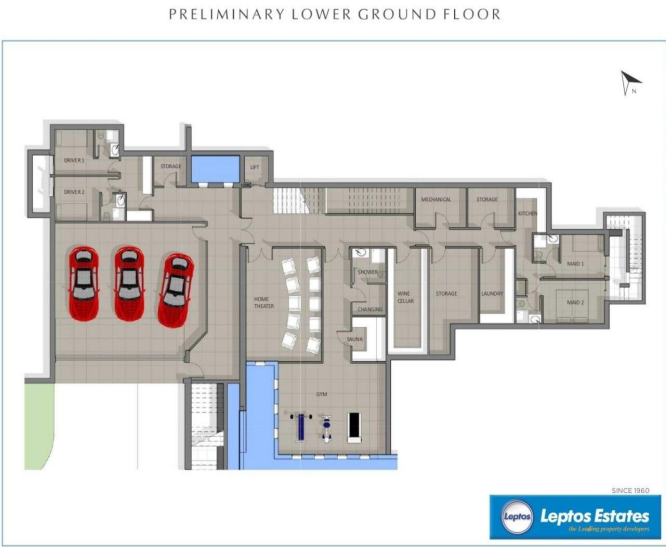 PRELIMINARY LOWER GROUND FLOOR
N
DRIVER 1
STORAGE
LIFT
DRIVER 2
MECHANICAL
STORAGE
KITCHEN
MAID 1
SHOWER
HOME
THEATER
WINE
CELLAR
STORAGE
LAUNDRY
MAID 2
CHANGING
SAUNA
GYM
SINCE 1960
Leptos
Leptos Estates
the Leading property developers